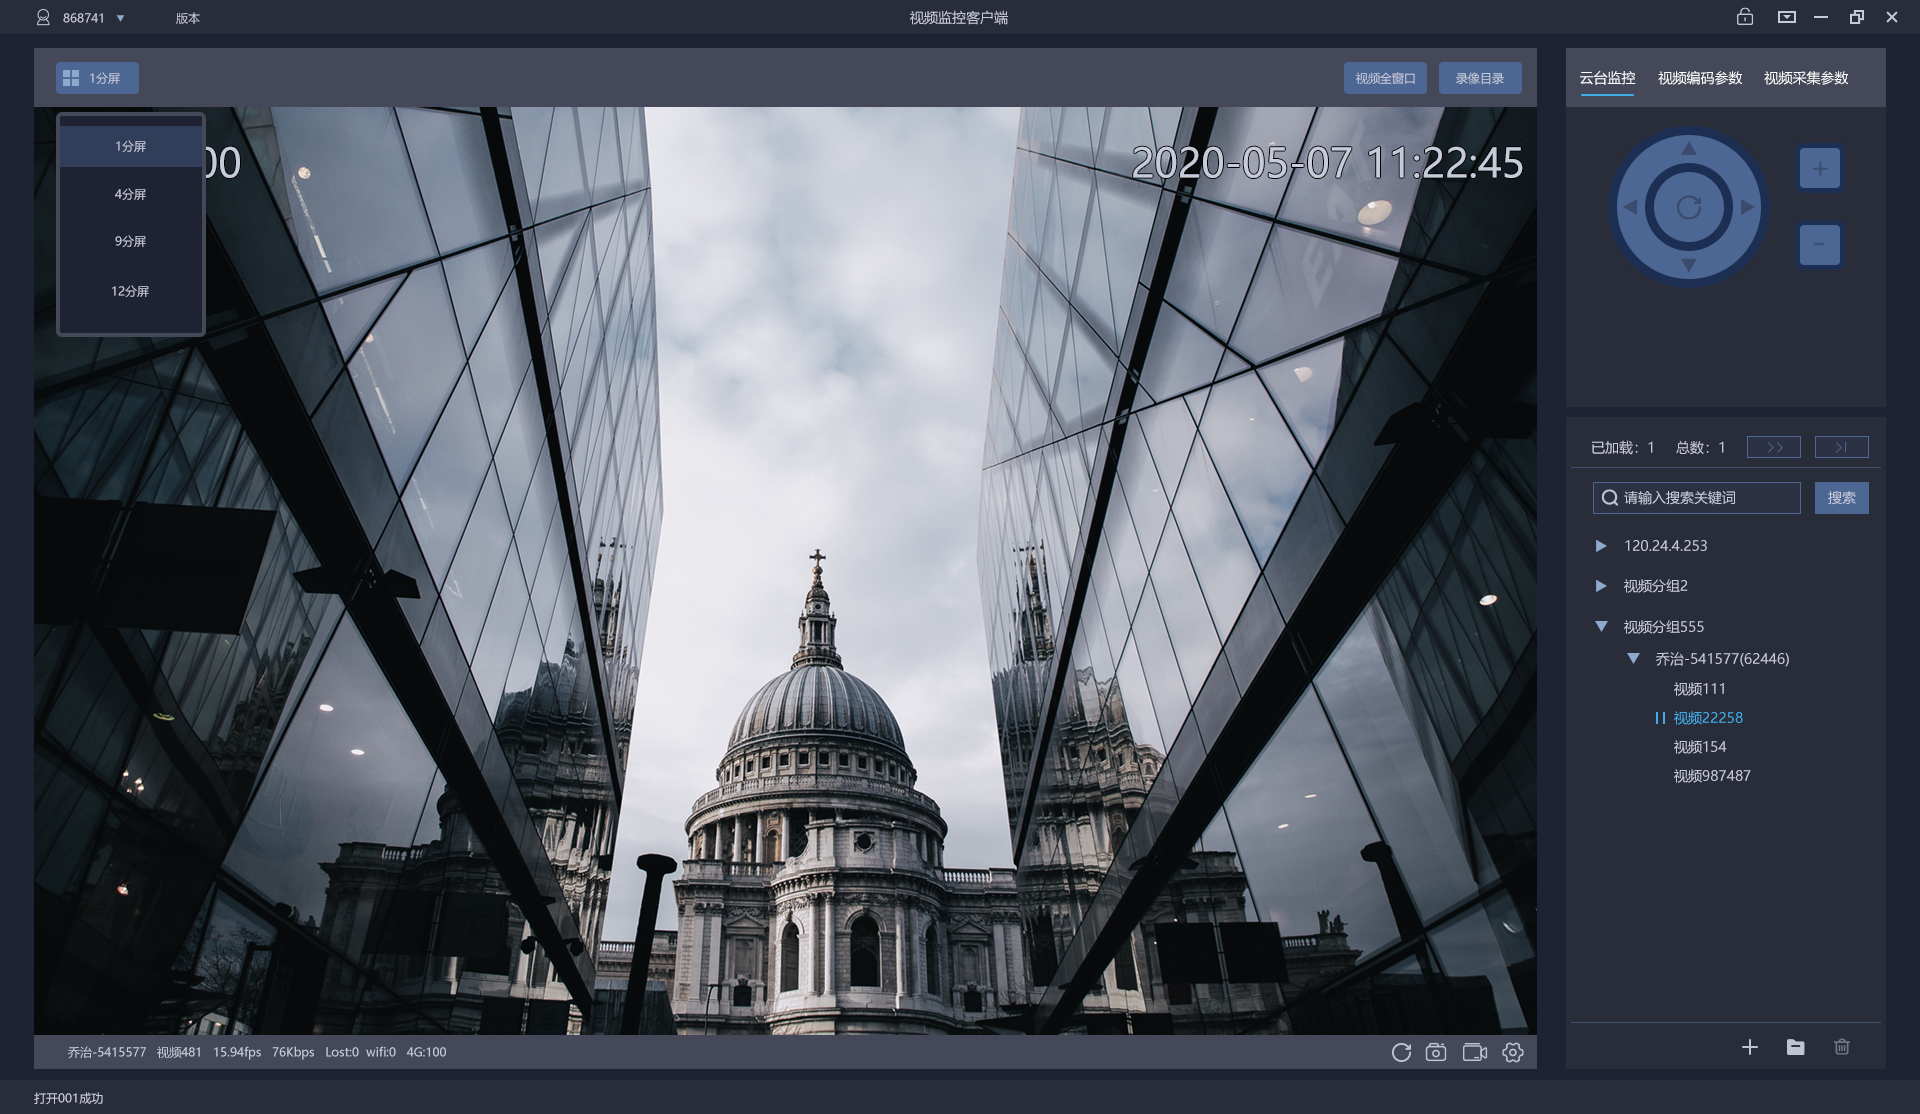 868741
版本
视频监控客户端
1分屏
视频全窗口
录像目录
云台监控
视频编码参数
视频采集参数
1分屏
4分屏
9分屏
12分屏
00
2020-05-07 11:22:45
+
-
已加载：1
总数：1
>>
>|
请输入搜索关键词
搜索
120.24.4.253
视频分组2
视频分组555
乔治-541577(62446)
视频111
视频22258
视频154
视频987487
乔治-5415577 视频481 15.94fps 76Kbps Lost:0 wifi:0 4G:100
打开001成功